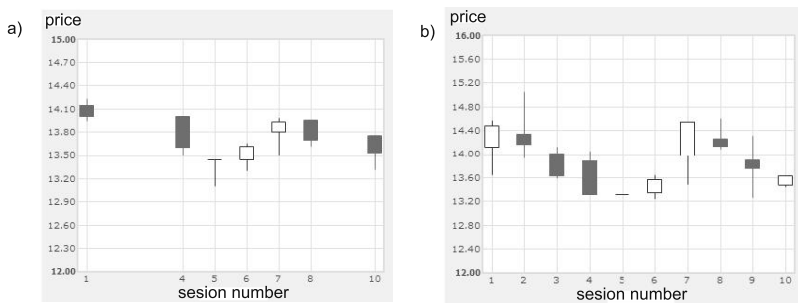 a)
price
15.00
14.70
14.40
14.10
13.80
13.50
13.20
12.90
12.60
12.30
12.00
1 4 5 6 7 8 10
sesion number
b)
price
16.00
15.60
15.20
14.80
14.40
14.00
13.60
13.20
12.80
12.40
12.00
1 2 3 4 5 6 7 8 9 10
sesion number